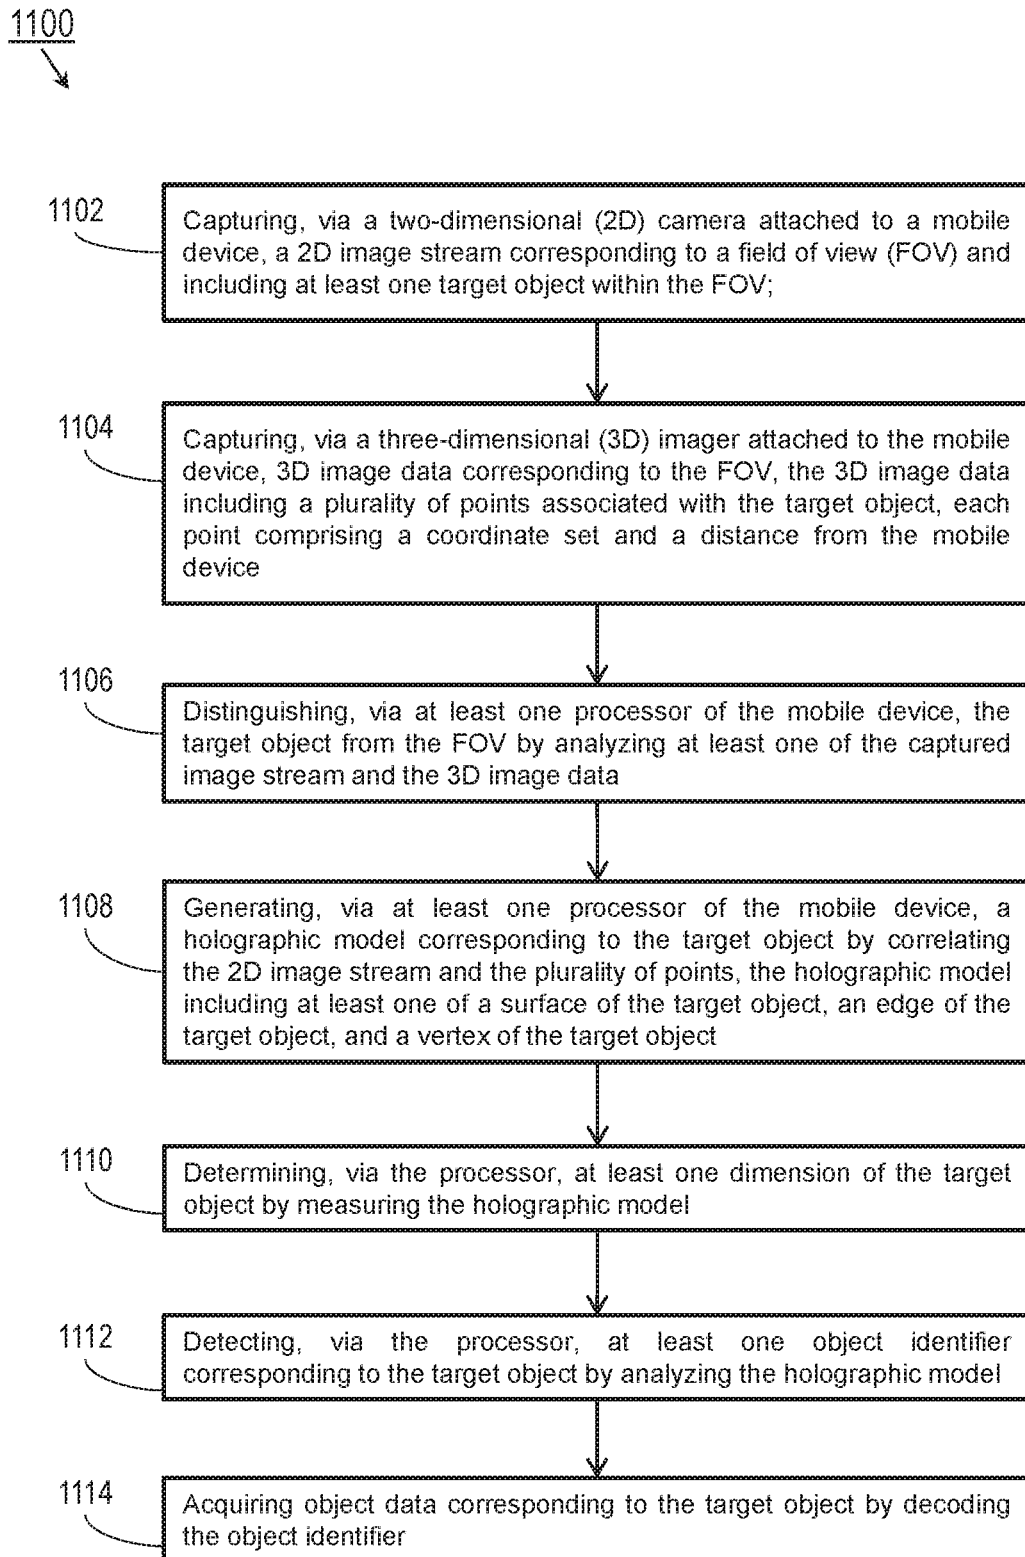 1100
1102
Capturing, via a two-dimensional (2D) camera attached to a mobile
device, a 2D image stream corresponding to a field of view (FOV) and
including at least one target object within the FOV;
1104
Capturing, via a three-dimensional (3D) imager attached to the mobile
device, 3D image data corresponding to the FOV, the 3D image data
including a plurality of points associated with the target object, each
point comprising a coordinate set and a distance from the mobile
device
1106
Distinguishing, via at least one processor of the mobile device, the
target object from the FOV by analyzing at least one of the captured
image stream and the 3D image data
1108
Generating, via at least one processor of the mobile device, a
holographic model corresponding to the target object by correlating
the 2D image stream and the plurality of points, the holographic model
including at least one of a surface of the target object, an edge of the
target object, and a vertex of the target object
1110
Determining, via the processor, at least one dimension of the target
object by measuring the holographic model
1112
Detecting, via the processor, at least one object identifier
corresponding to the target object by analyzing the holographic model
1114
Acquiring object data corresponding to the target object by decoding
the object identifier